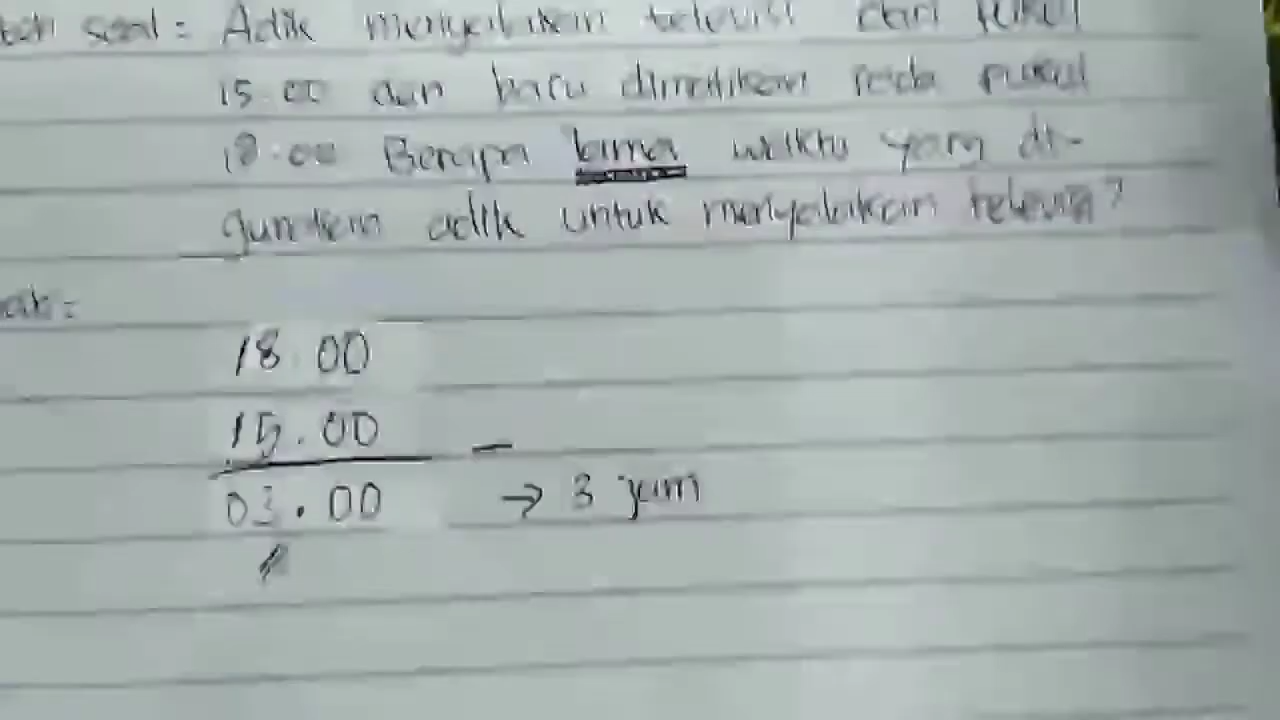 soal : Adik menyalakan televisi dari pukul
15.00 dan baru dimatikan pada pukul
18.00 Berapa lama waktu yang di-
gunakan adik untuk menyalakan televisi?
18.00
15.00 -
03.00 → 3 jam